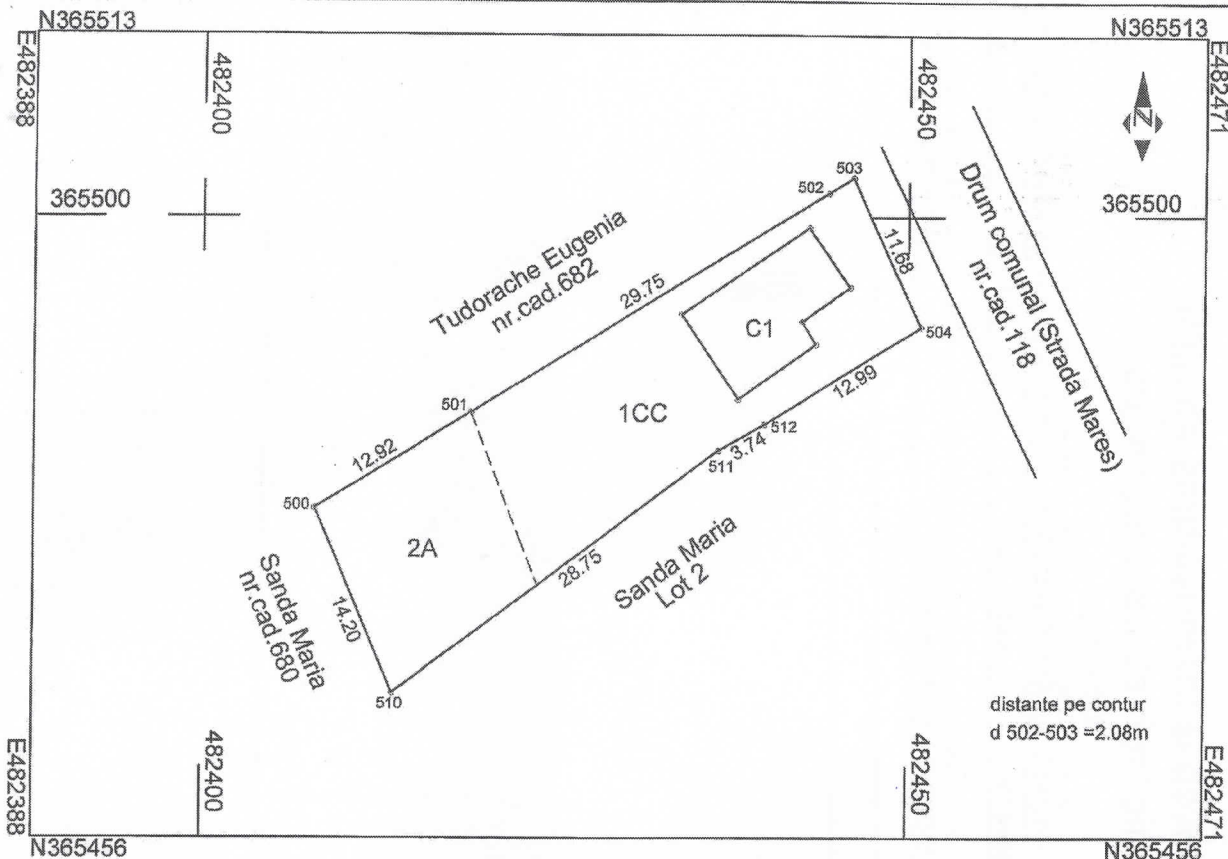 N365513
N365513
E482388
482400
482450
E482471
Z
365500
365500
502
503
Drum comunal (Strada Mares)
nr.cad.118
Tudorache Eugenia
nr.cad.682
29.75
11.68
C1
504
501
1CC
12.99
12.92
512
3.74
511
500
2A
28.75
Sanda Maria
Lot 2
Sanda Maria
nr.cad.680
14.20
510
distante pe contur
d 502-503 =2.08m
E482388
482400
482450
E482471
N365456
N365456